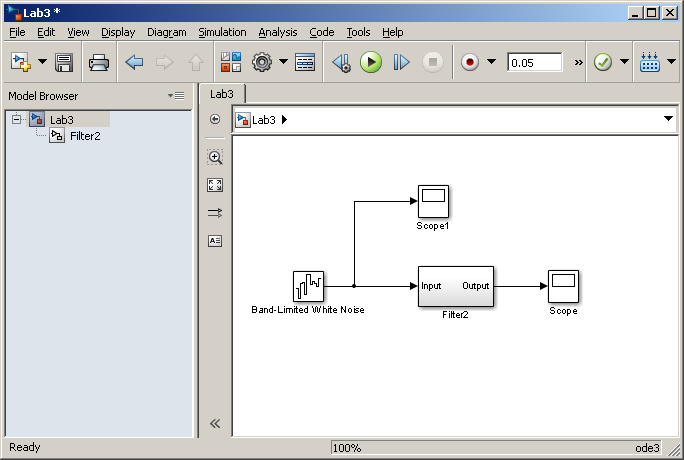 Lab3 *
File Edit View Display Diagram Simulation Analysis Code Tools Help
0.05 »
Model Browser
Lab3
Lab3
Filter2
Lab3
Scope1
Input Output
Band-Limited White Noise
Filter2
Scope
Ready
100%
ode3